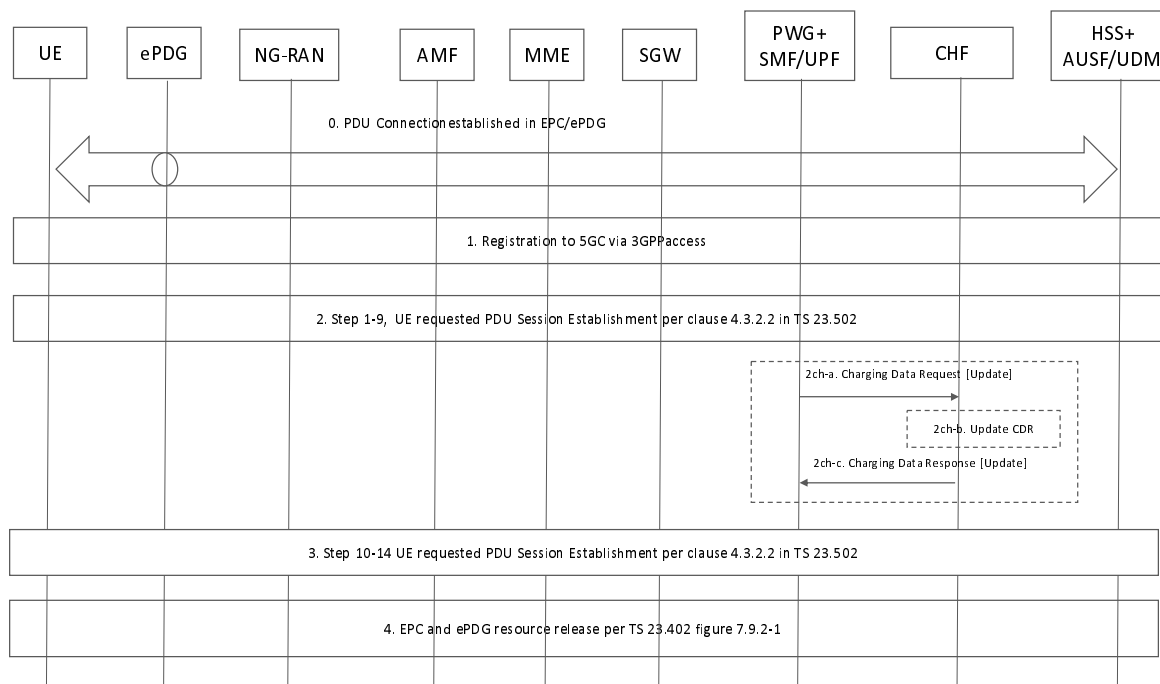 UE
ePDG
NG-RAN
AMF
MME
SGW
PWG+
SMF/UPF
CHF
HSS+
AUSF/UDM
0. PDU Connectionestablished in EPC/ePDG
1. Registration to 5GC via 3GPPaccess
2. Step 1-9, UE requested PDU Session Establishment per clause 4.3.2.2 in TS 23.502
2ch-a. Charging Data Request [Update]
2ch-b. Update CDR
2ch-c. Charging Data Response [Update]
3. Step 10-14 UE requested PDU Session Establishment per clause 4.3.2.2 in TS 23.502
4. EPC and ePDG resource release per TS 23.402 figure 7.9.2-1